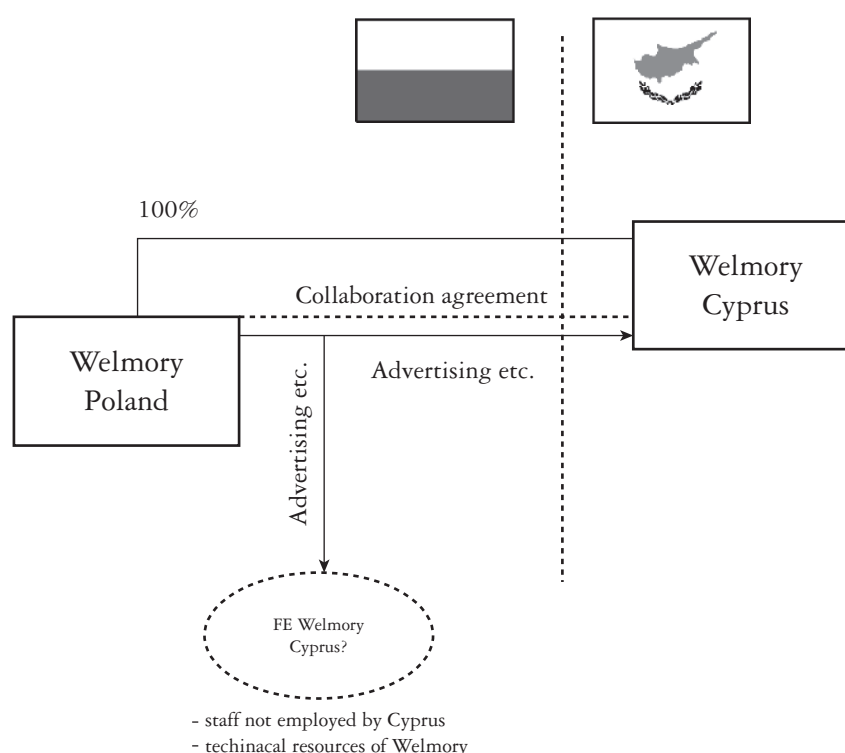 100%
Welmory
Cyprus
Collaboration agreement
Welmory
Poland
Advertising etc.
Advertising etc.
FE Welmory
Cyprus?
- staff not employed by Cyprus
- techinacal resources of Welmory